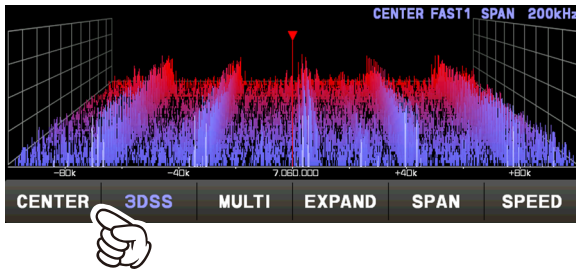 CENTER FAST1 SPAN 200kHz
-80k -40k 7.060.000 +40k +80k
CENTER 3DSS MULTI EXPAND SPAN SPEED